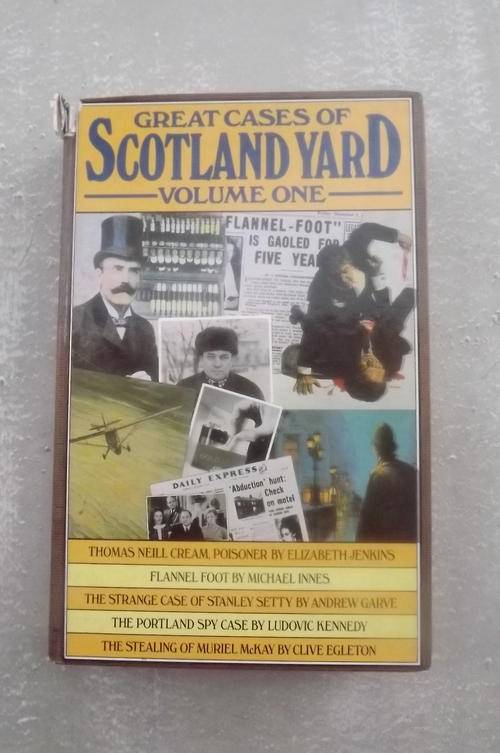 GREAT CASES OF
SCOTLAND YARD
VOLUME ONE
FLANNEL-FOOT"
IS GAOLED FOR
FIVE YEA
DAILY EXPRESS
'Abduction' hunt:
Check
on motel
THOMAS NEILL CREAM, POISONER BY ELIZABETH JENKINS
FLANNEL FOOT BY MICHAEL INNES
THE STRANGE CASE OF STANLEY SETTY BY ANDREW GARVE
THE PORTLAND SPY CASE BY LUDOVIC KENNEDY
THE STEALING OF MURIEL McKAY BY CLIVE EGLETON